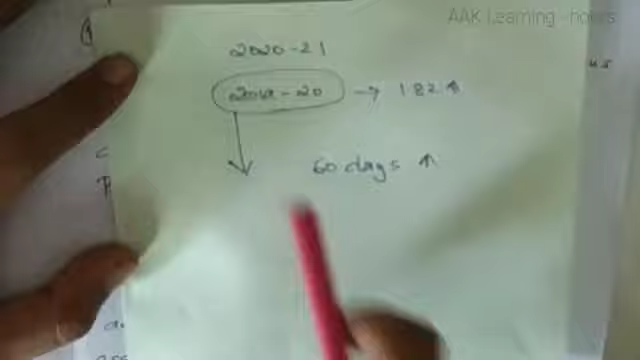 AAK Learning-hours
2020-21
2019-20 → 182 ↑
60 days ↑